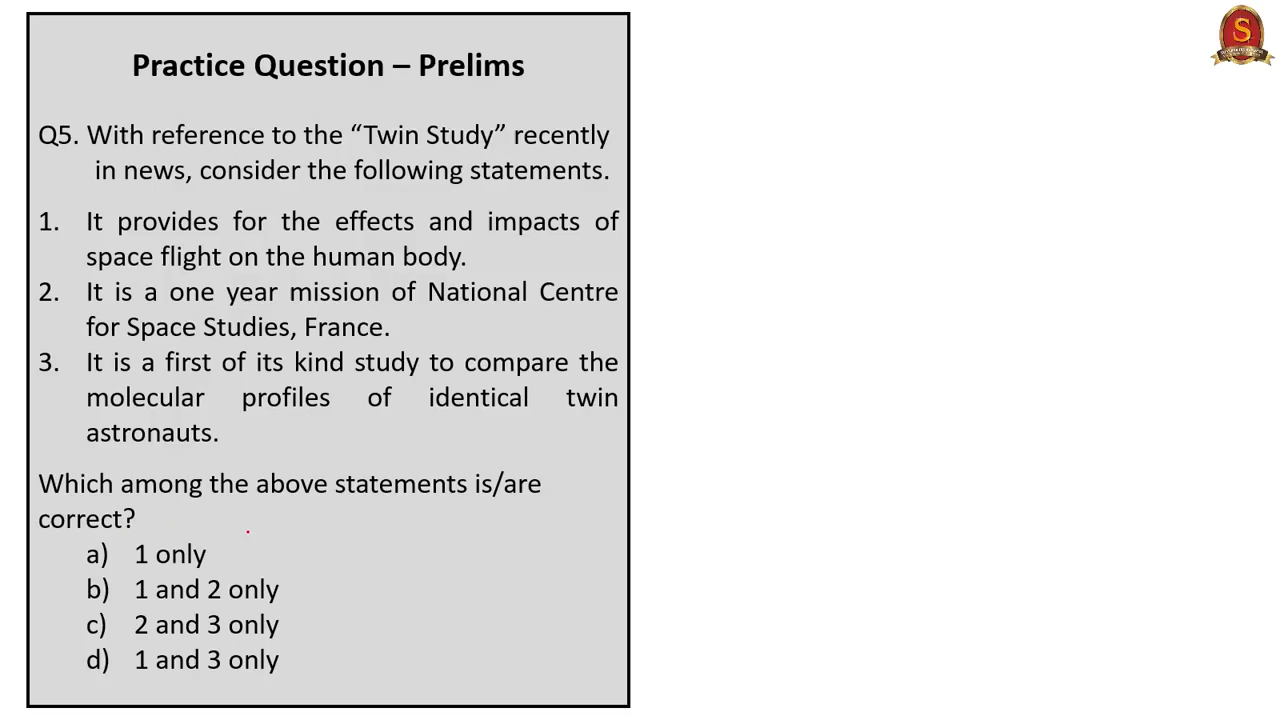 Practice Question – Prelims
Q5. With reference to the “Twin Study” recently
in news, consider the following statements.
1. It provides for the effects and impacts of
space flight on the human body.
2. It is a one year mission of National Centre
for Space Studies, France.
3. It is a first of its kind study to compare the
molecular profiles of identical twin
astronauts.
Which among the above statements is/are
correct?
a) 1 only
b) 1 and 2 only
c) 2 and 3 only
d) 1 and 3 only
S